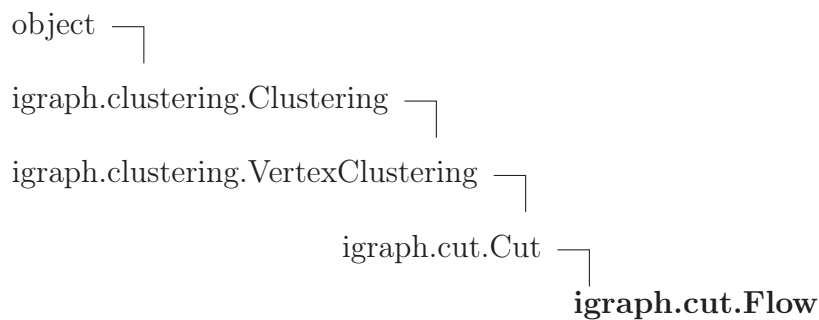 object
igraph.clustering.Clustering
igraph.clustering.VertexClustering
igraph.cut.Cut
igraph.cut.Flow